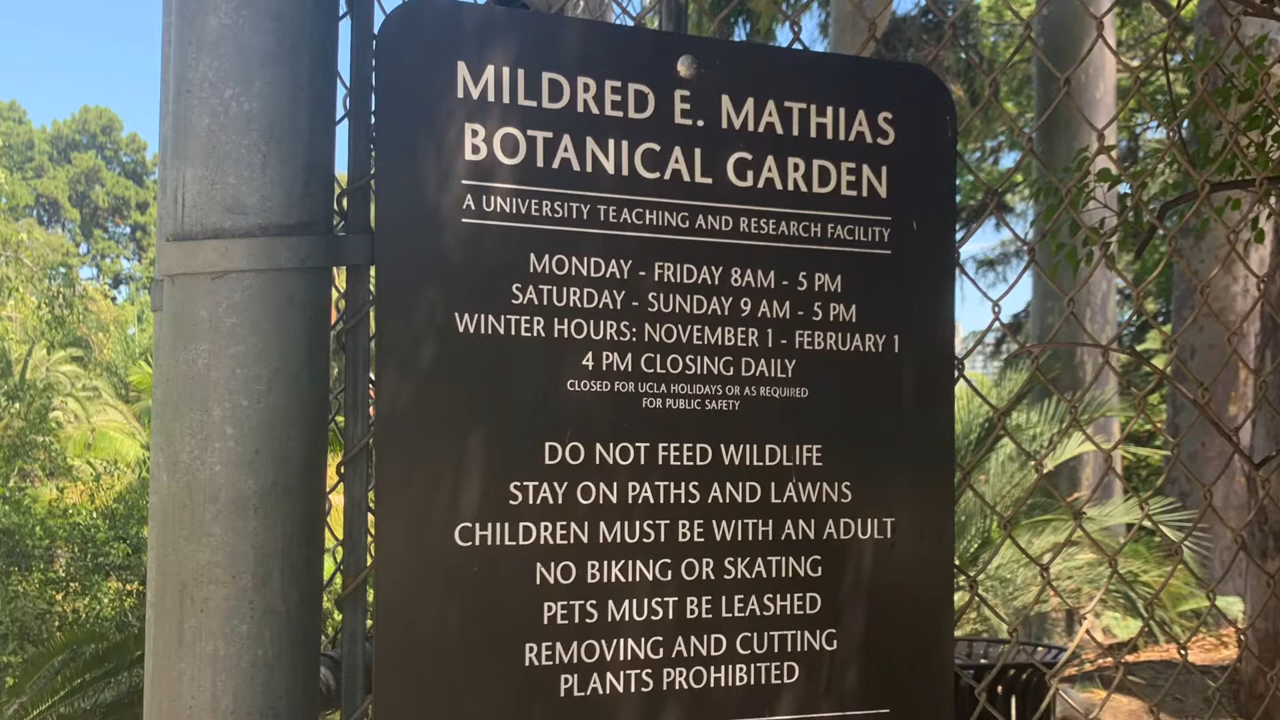 MILDRED E. MATHIAS
BOTANICAL GARDEN
A UNIVERSITY TEACHING AND RESEARCH FACILITY
MONDAY - FRIDAY 8AM - 5 PM
SATURDAY - SUNDAY 9 AM - 5 PM
WINTER HOURS: NOVEMBER 1 - FEBRUARY 1
4 PM CLOSING DAILY
CLOSED FOR UCLA HOLIDAYS OR AS REQUIRED
FOR PUBLIC SAFETY
DO NOT FEED WILDLIFE
STAY ON PATHS AND LAWNS
CHILDREN MUST BE WITH AN ADULT
NO BIKING OR SKATING
PETS MUST BE LEASHED
REMOVING AND CUTTING
PLANTS PROHIBITED